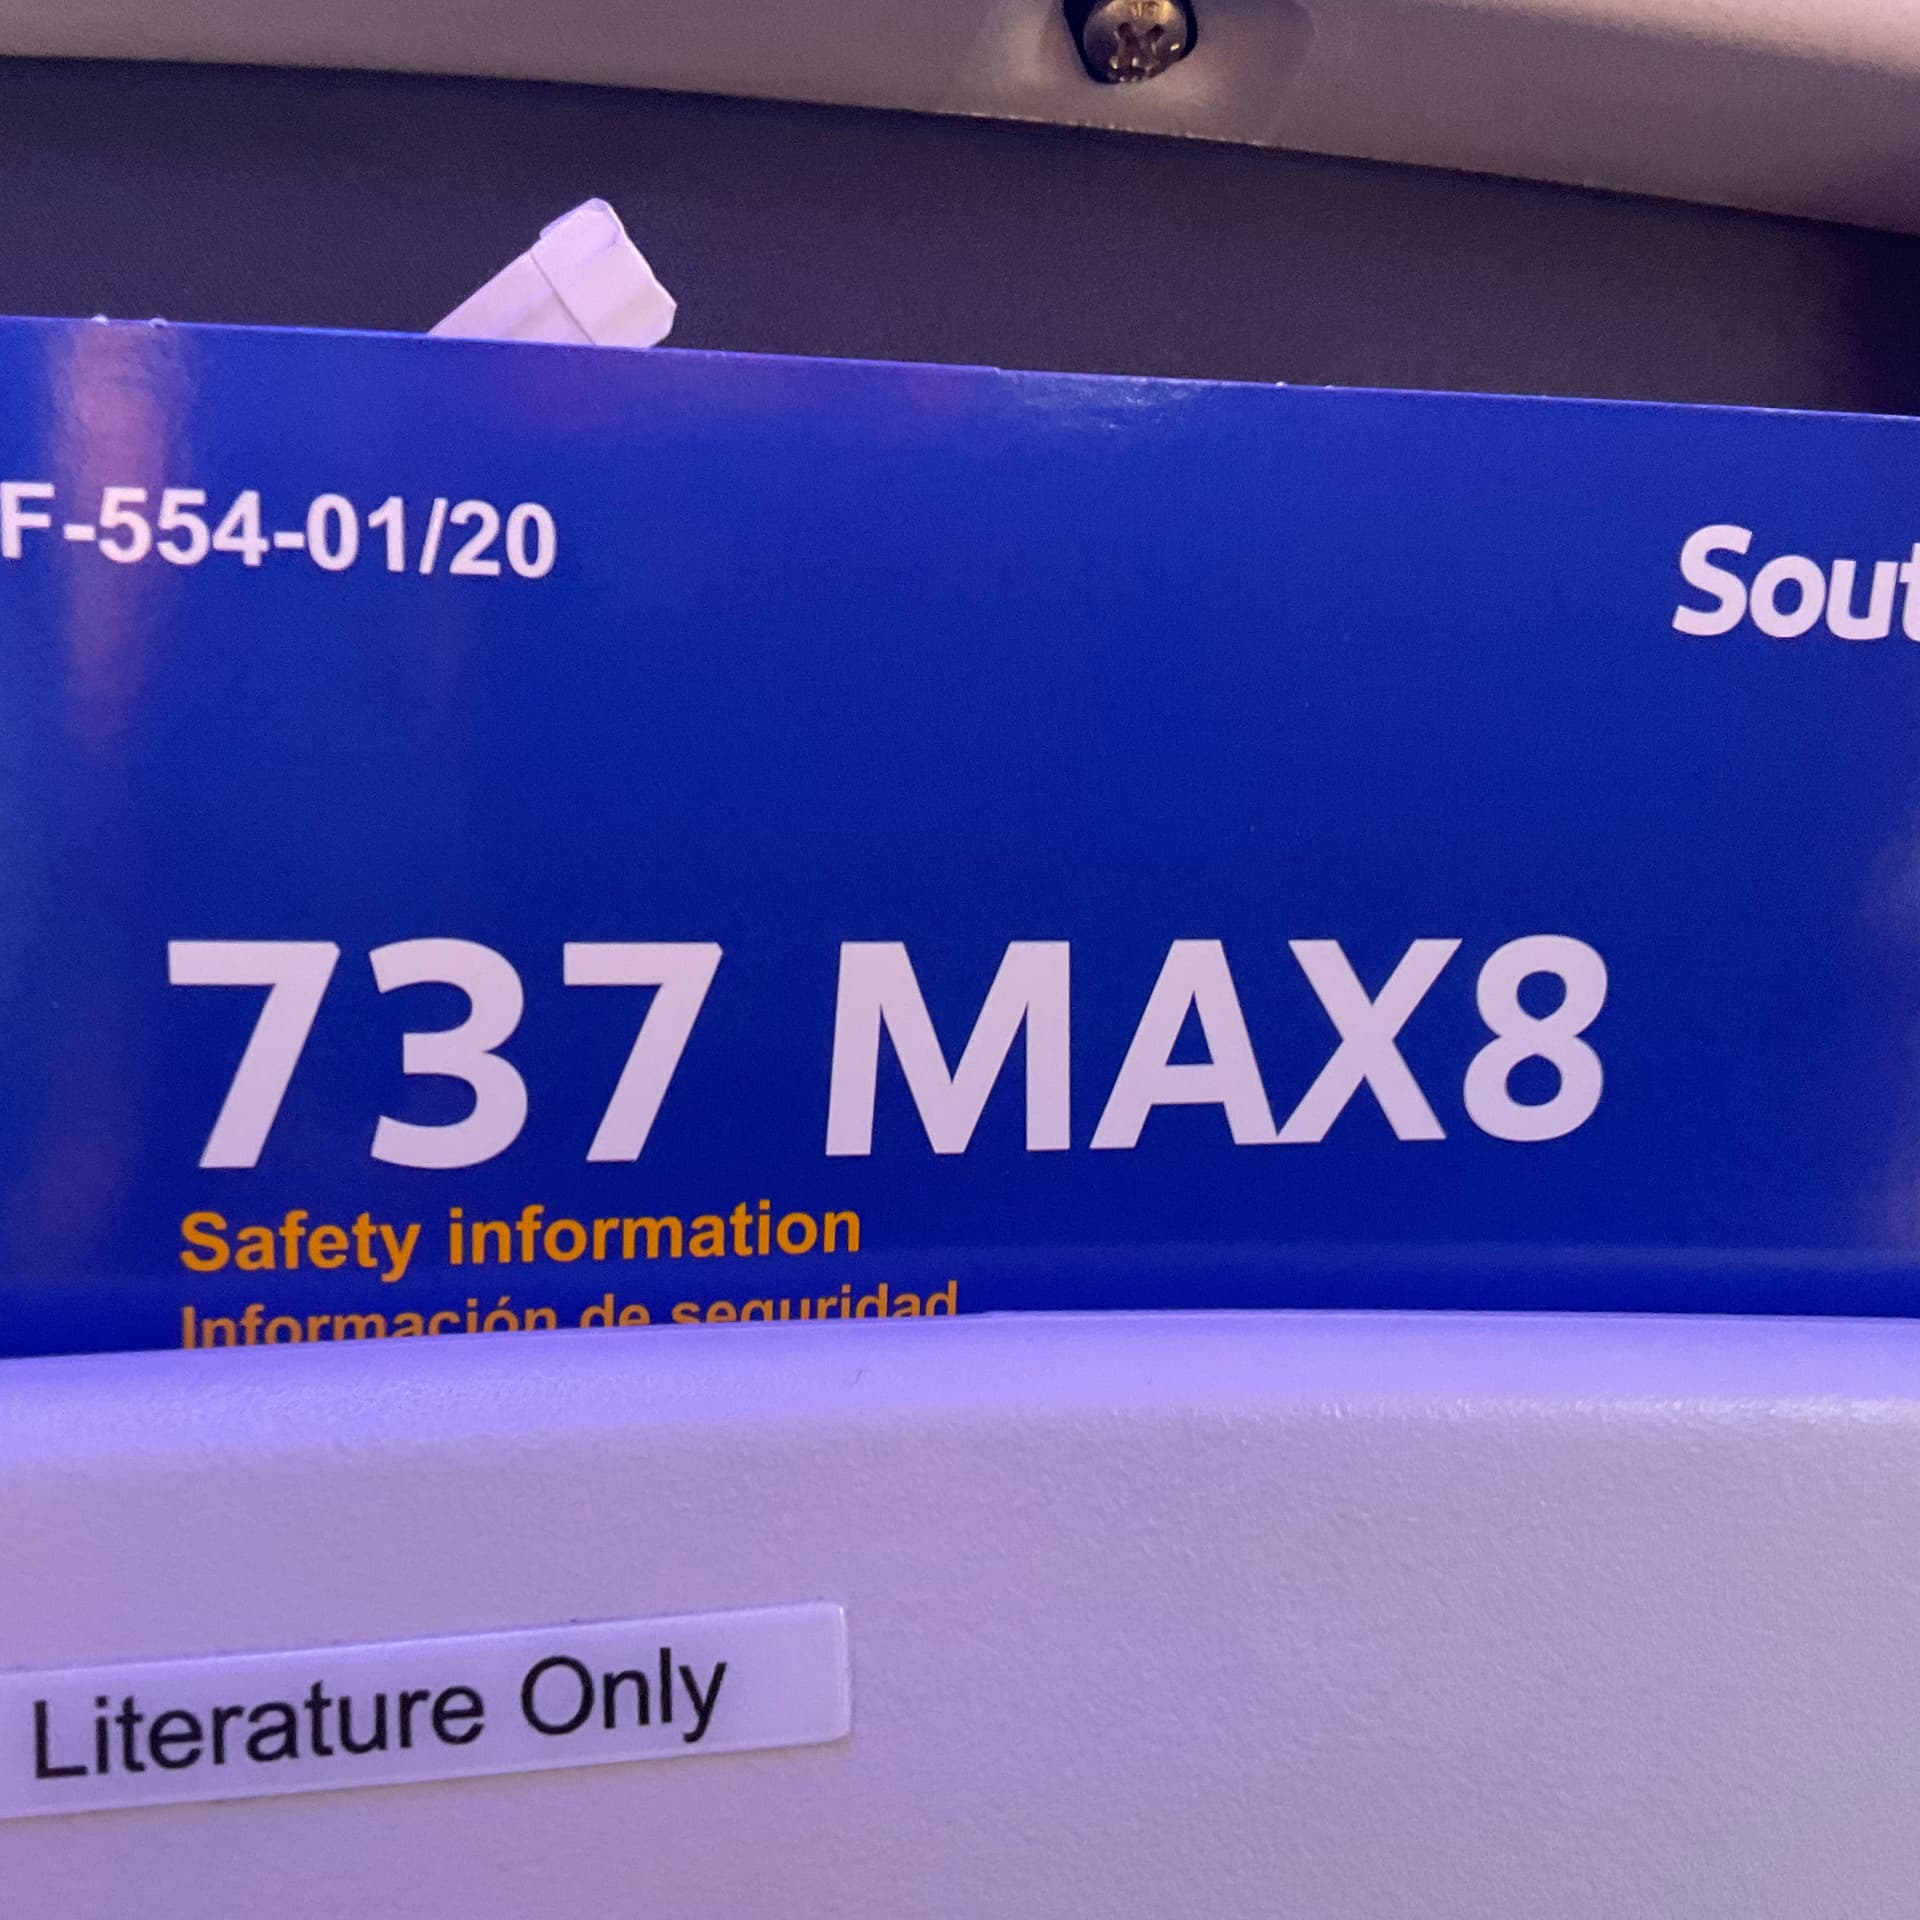 F-554-01/20
Sout
737 MAX8
Safety information
Información de seguridad
Literature Only